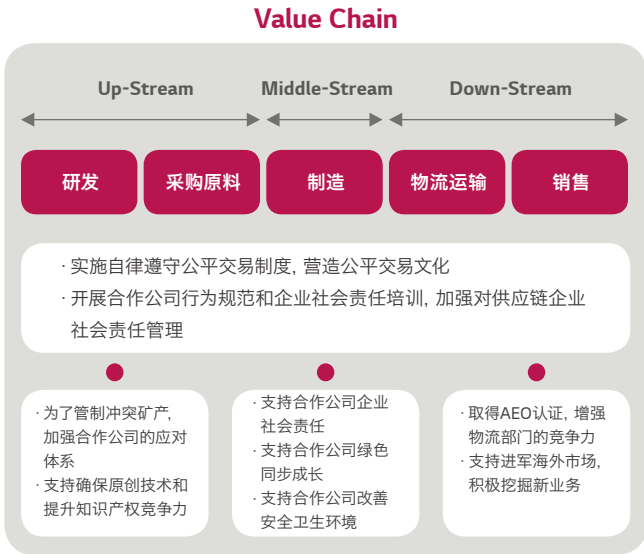 Value Chain
Up-Stream
Middle-Stream
Down-Stream
研发
采购原料
制造
物流运输
销售
· 实施自律遵守公平交易制度, 营造公平交易文化
· 开展合作公司行为规范和企业社会责任培训, 加强对供应链企业
社会责任管理
· 为了管制冲突矿产,
加强合作公司的应对
体系
· 支持确保原创技术和
提升知识产权竞争力
· 支持合作公司企业
社会责任
· 支持合作公司绿色
同步成长
· 支持合作公司改善
安全卫生环境
· 取得AEO认证, 增强
物流部门的竞争力
· 支持进军海外市场,
积极挖掘新业务